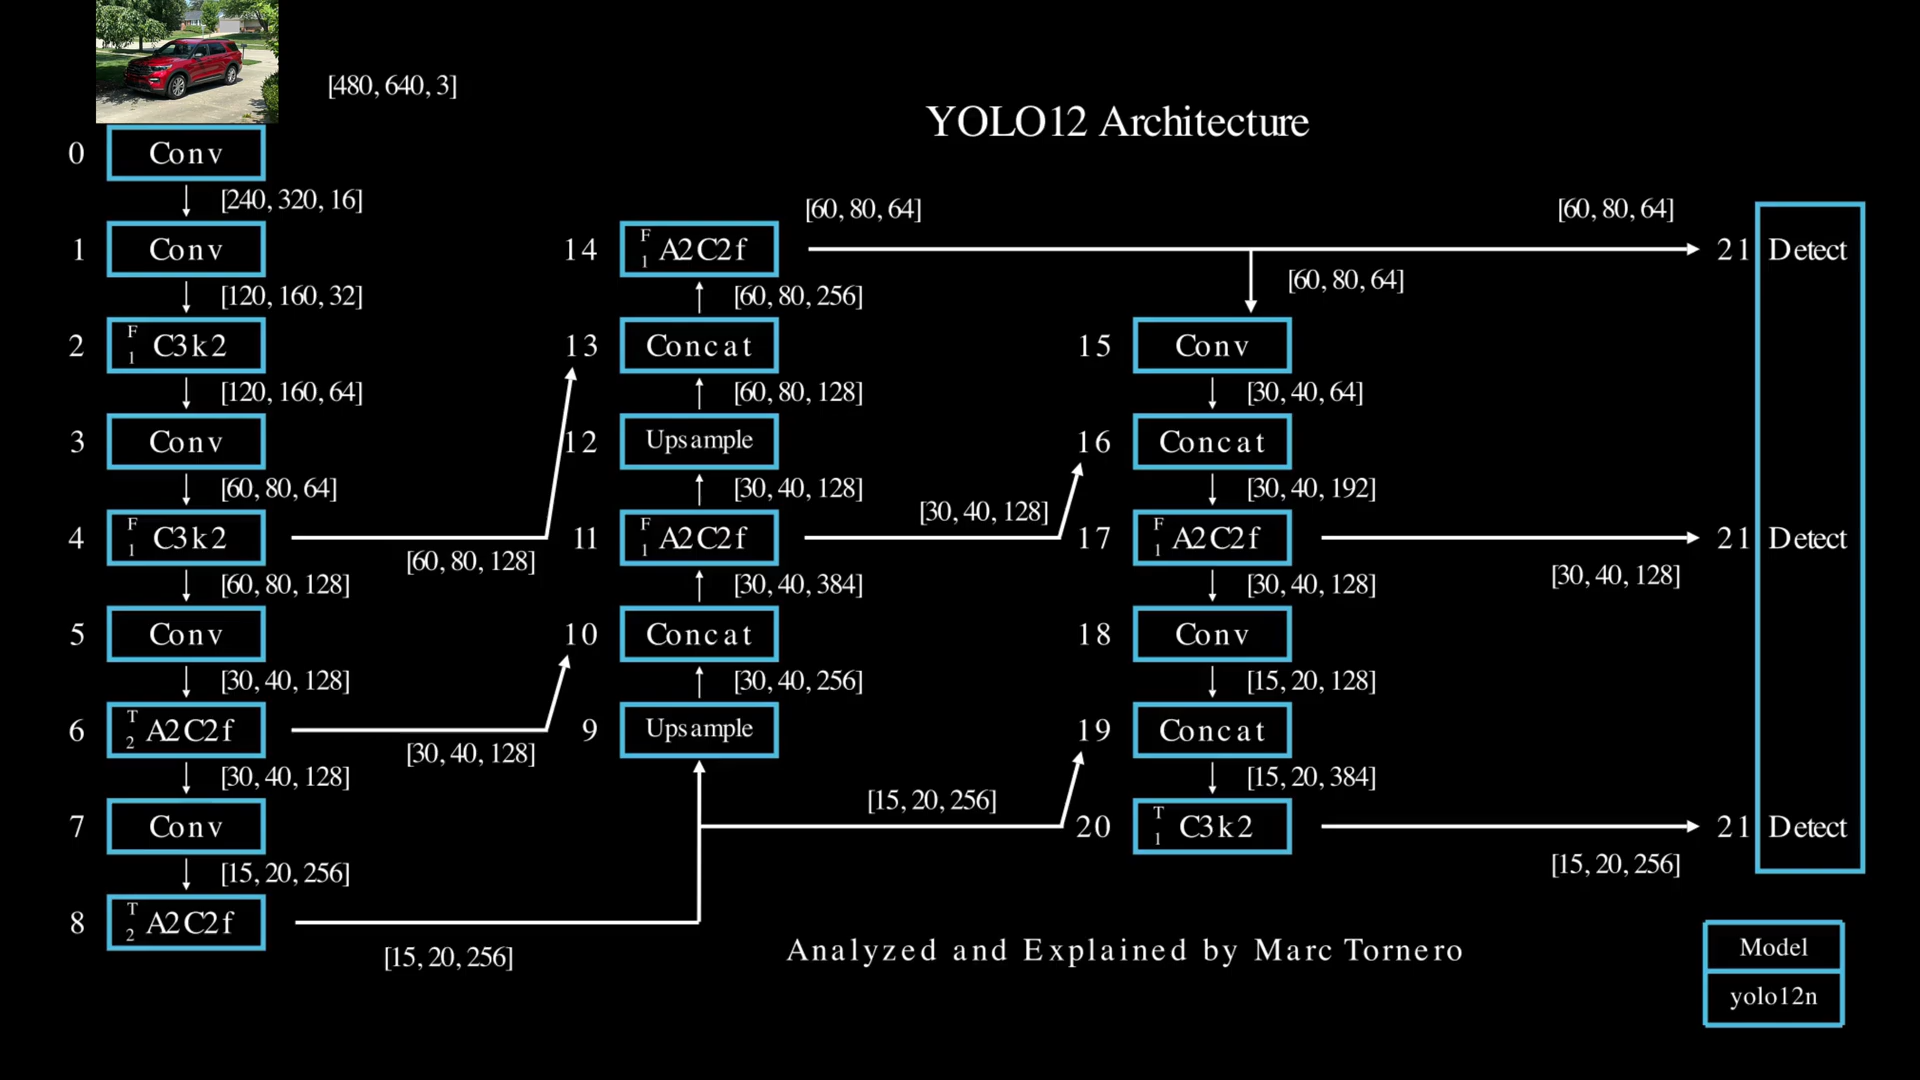 [480, 640, 3]
YOLO12 Architecture
0 Conv
[240, 320, 16]
1 Conv
[120, 160, 32]
2 F 1 C3k2
[120, 160, 64]
3 Conv
[60, 80, 64]
4 F 1 C3k2
[60, 80, 128]
[60, 80, 128]
5 Conv
[30, 40, 128]
6 T 2 A2C2f
[30, 40, 128]
[30, 40, 128]
7 Conv
[15, 20, 256]
8 T 2 A2C2f
[15, 20, 256]
[60, 80, 64]
14 F 1 A2C2f
[60, 80, 256]
13 Concat
[60, 80, 128]
12 Upsample
[30, 40, 128]
11 F 1 A2C2f
[30, 40, 128]
[30, 40, 384]
10 Concat
[30, 40, 256]
9 Upsample
[15, 20, 256]
[60, 80, 64]
[60, 80, 64]
15 Conv
[30, 40, 64]
16 Concat
[30, 40, 192]
17 F 1 A2C2f
[30, 40, 128]
[30, 40, 128]
18 Conv
[15, 20, 128]
19 Concat
[15, 20, 384]
20 T 1 C3k2
[15, 20, 256]
21 Detect
21 Detect
21 Detect
Analyzed and Explained by Marc Tornero
Model
yolo12n